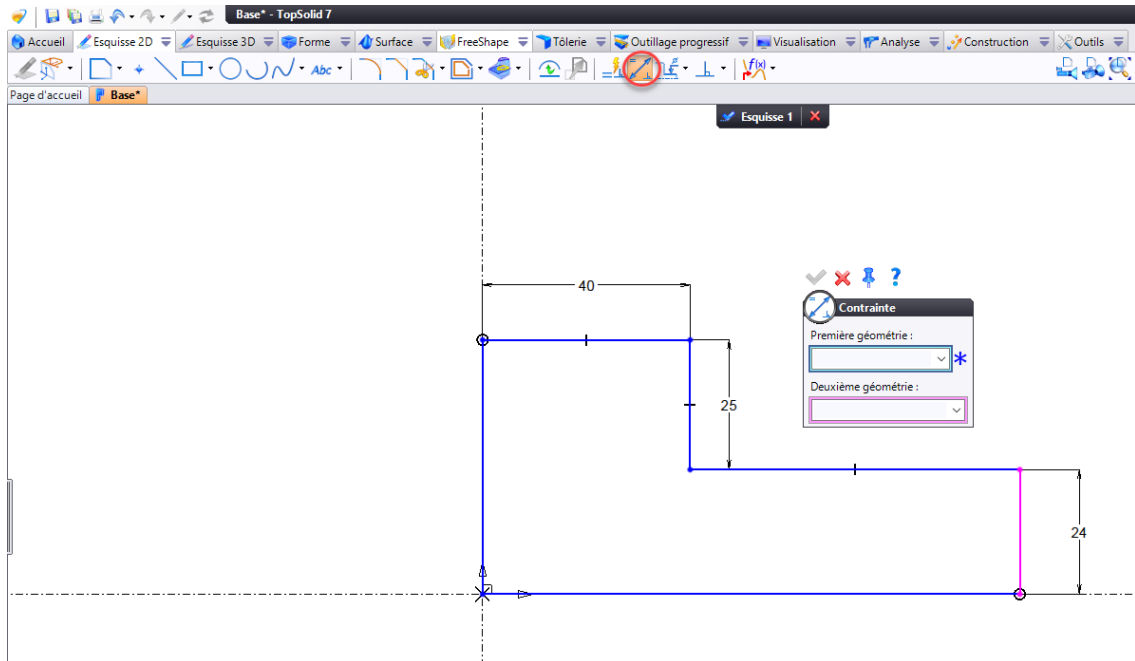 Base* - TopSolid 7
Accueil Esquisse 2D Esquisse 3D Forme Surface FreeShape Tôlerie Outillage progressif Visualisation Analyse Construction Outils
Abc f(x)
Page d'accueil Base*
Esquisse 1
40
Contrainte
Première géométrie :
Deuxième géométrie :
25
24